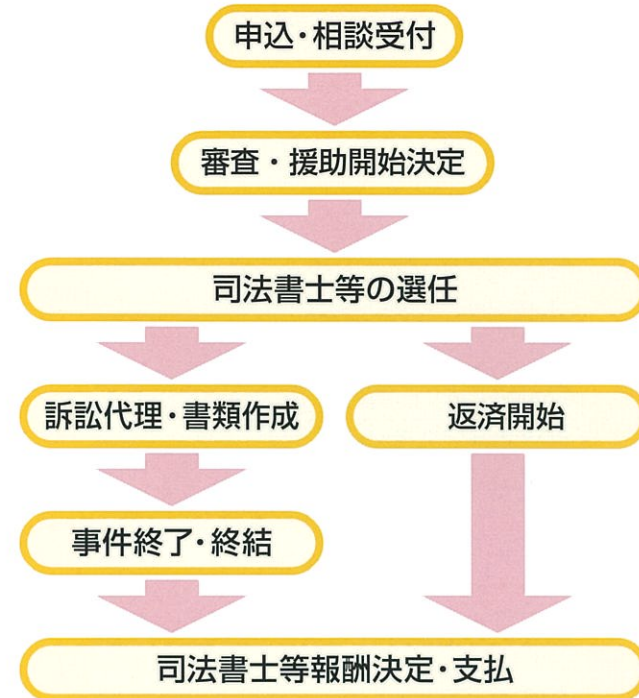 申込・相談受付
審査・援助開始決定
司法書士等の選任
訴訟代理・書類作成
返済開始
事件終了・終結
司法書士等報酬決定・支払